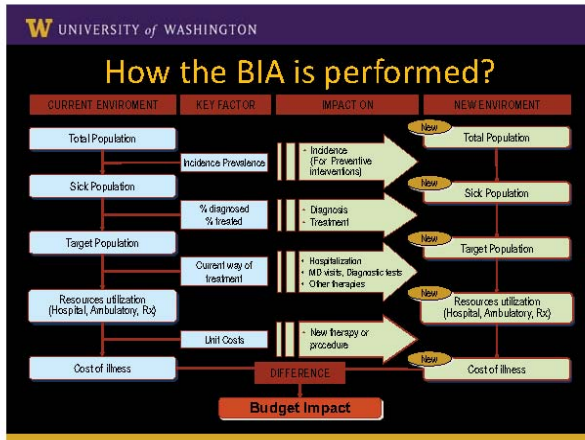 W UNIVERSITY of WASHINGTON
How the BIA is performed?
CURRENT ENVIROMENT
KEY FACTOR
IMPACT ON
NEW ENVIROMENT
Total Population
Incidence Prevalence
- Incidence
(For Preventive
interventions)
New
Total Population
Sick Population
% diagnosed
% treated
- Diagnosis
- Treatment
New
Sick Population
Target Population
Current way of
treatment
• Hospitalization
• MD visits, Diagnostic tests
• Other therapies
New
Target Population
Resources utilization
(Hospital, Ambulatory, Rx)
Unit Costs
- New therapy or
procedure
New
Resources utilization
(Hospital, Ambulatory, Rx)
Cost of illness
DIFFERENCE
New
Cost of illness
Budget Impact